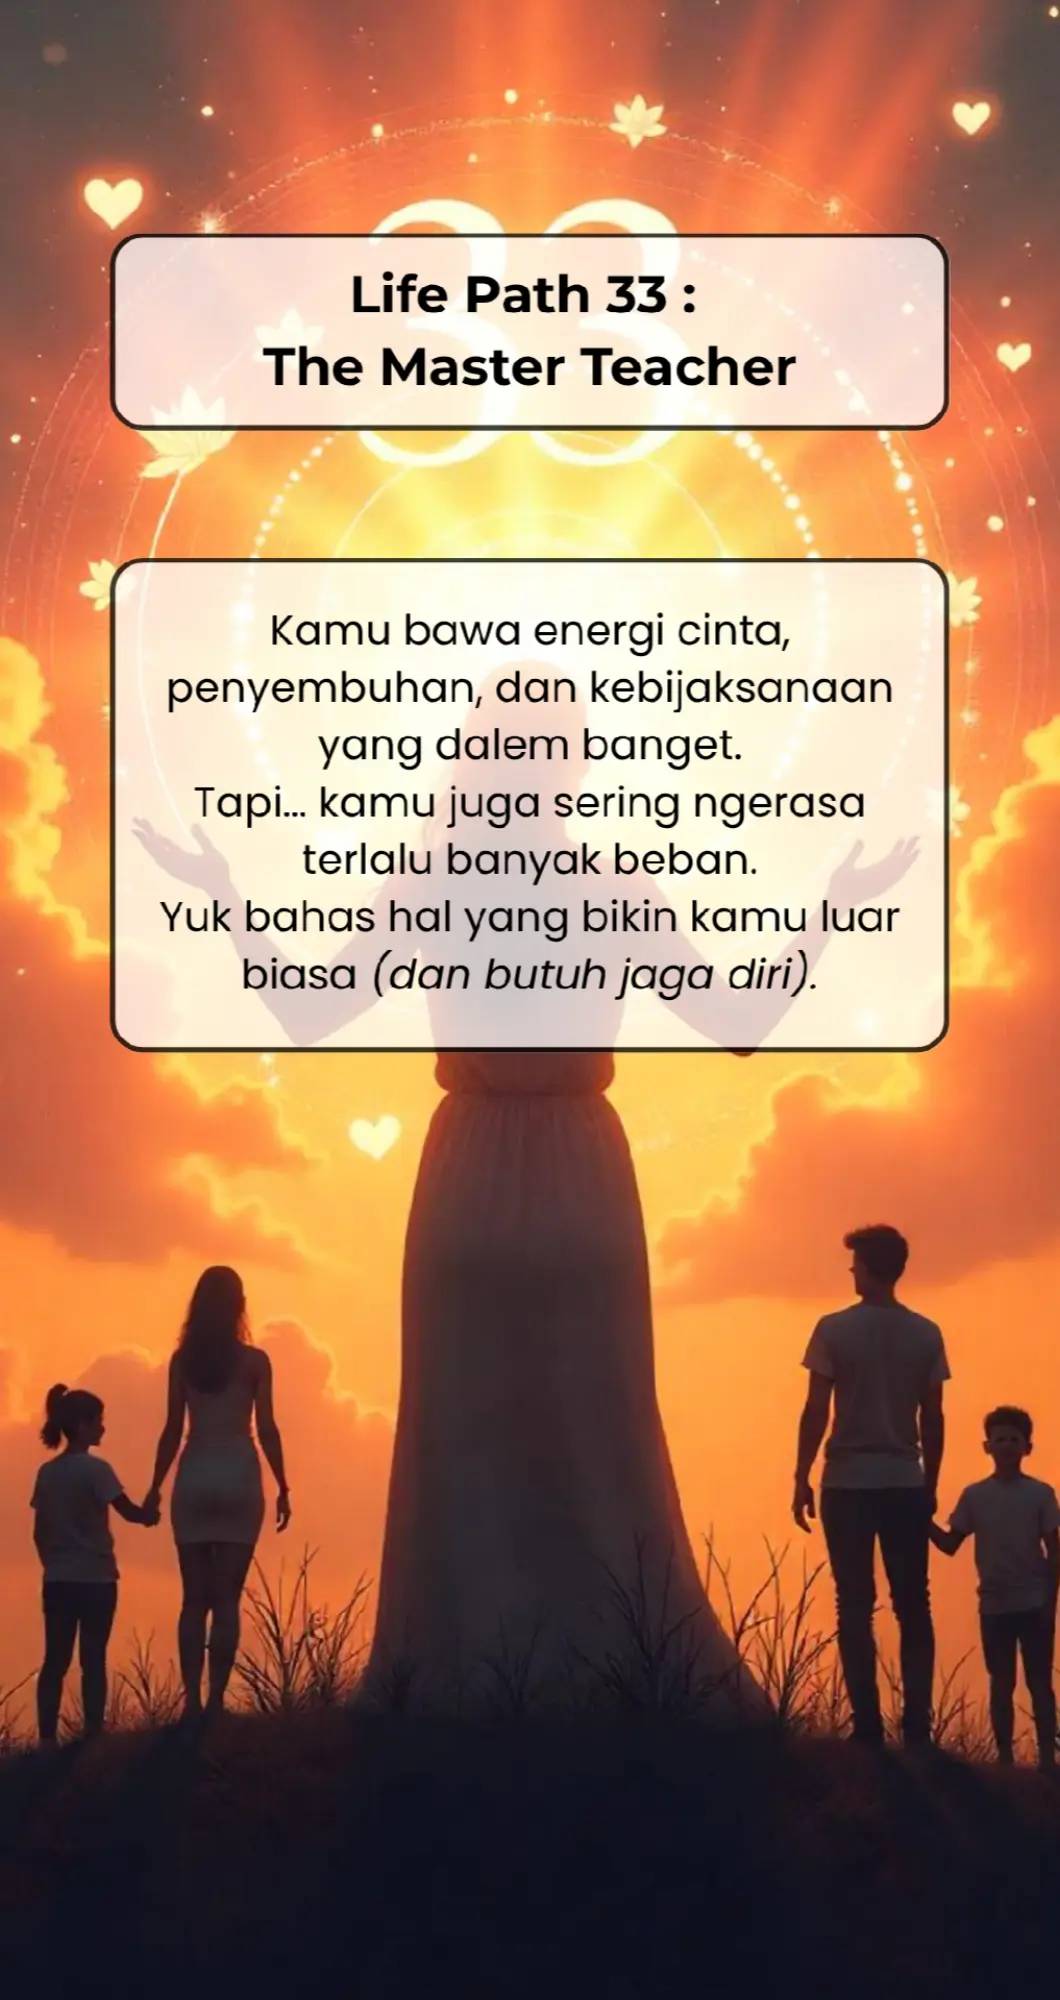 33
Life Path 33 :
The Master Teacher
Kamu bawa energi cinta,
penyembuhan, dan kebijaksanaan
yang dalem banget.
Tapi... kamu juga sering ngerasa
terlalu banyak beban.
Yuk bahas hal yang bikin kamu luar
biasa (dan butuh jaga diri).